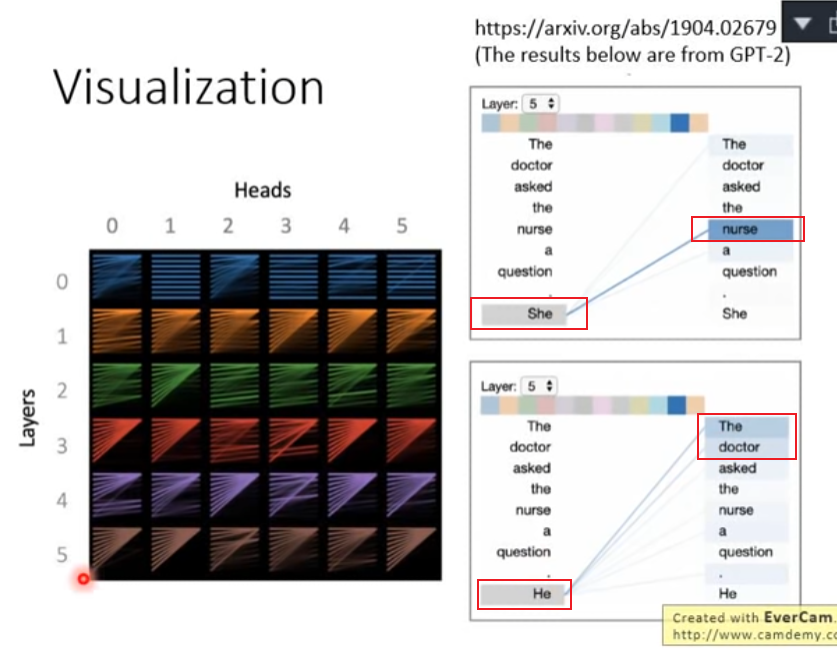 https://arxiv.org/abs/1904.02679
(The results below are from GPT-2)
Visualization
Heads
0 1 2 3 4 5
Layers
0
1
2
3
4
5
Layer: 5
The The
doctor doctor
asked asked
the the
nurse nurse
a a
question question
. .
She She
Layer: 5
The The
doctor doctor
asked asked
the the
nurse nurse
a a
question question
. .
He He
Created with EverCam.
http://www.camdemy.co